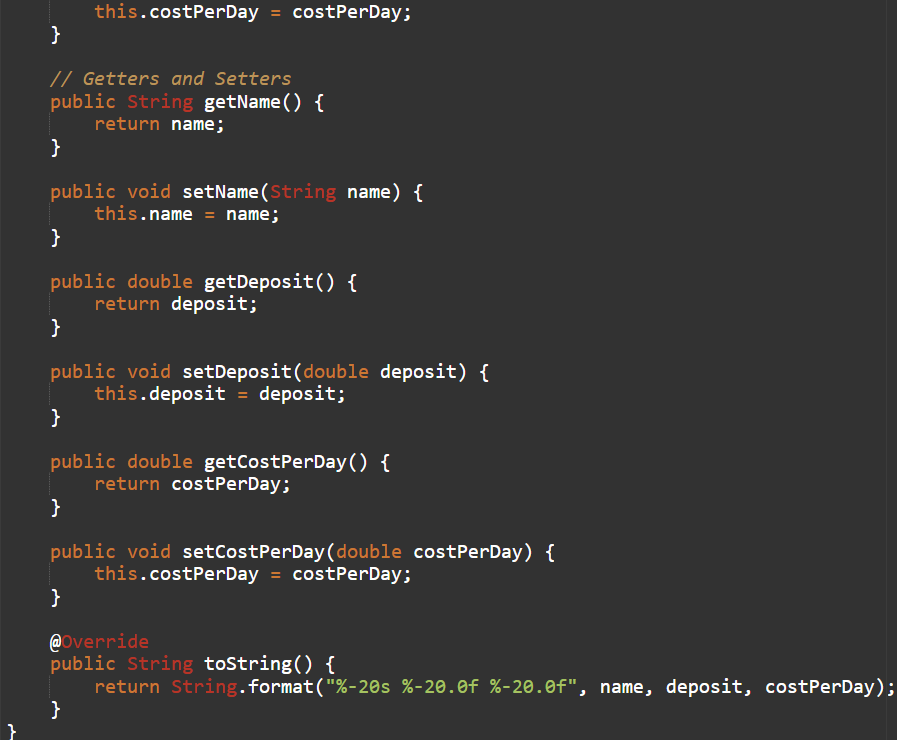 this.costPerDay = costPerDay;
    }

    // Getters and Setters
    public String getName() {
        return name;
    }

    public void setName(String name) {
        this.name = name;
    }

    public double getDeposit() {
        return deposit;
    }

    public void setDeposit(double deposit) {
        this.deposit = deposit;
    }

    public double getCostPerDay() {
        return costPerDay;
    }

    public void setCostPerDay(double costPerDay) {
        this.costPerDay = costPerDay;
    }

    @Override
    public String toString() {
        return String.format("%-20s %-20.0f %-20.0f", name, deposit, costPerDay);
    }
}